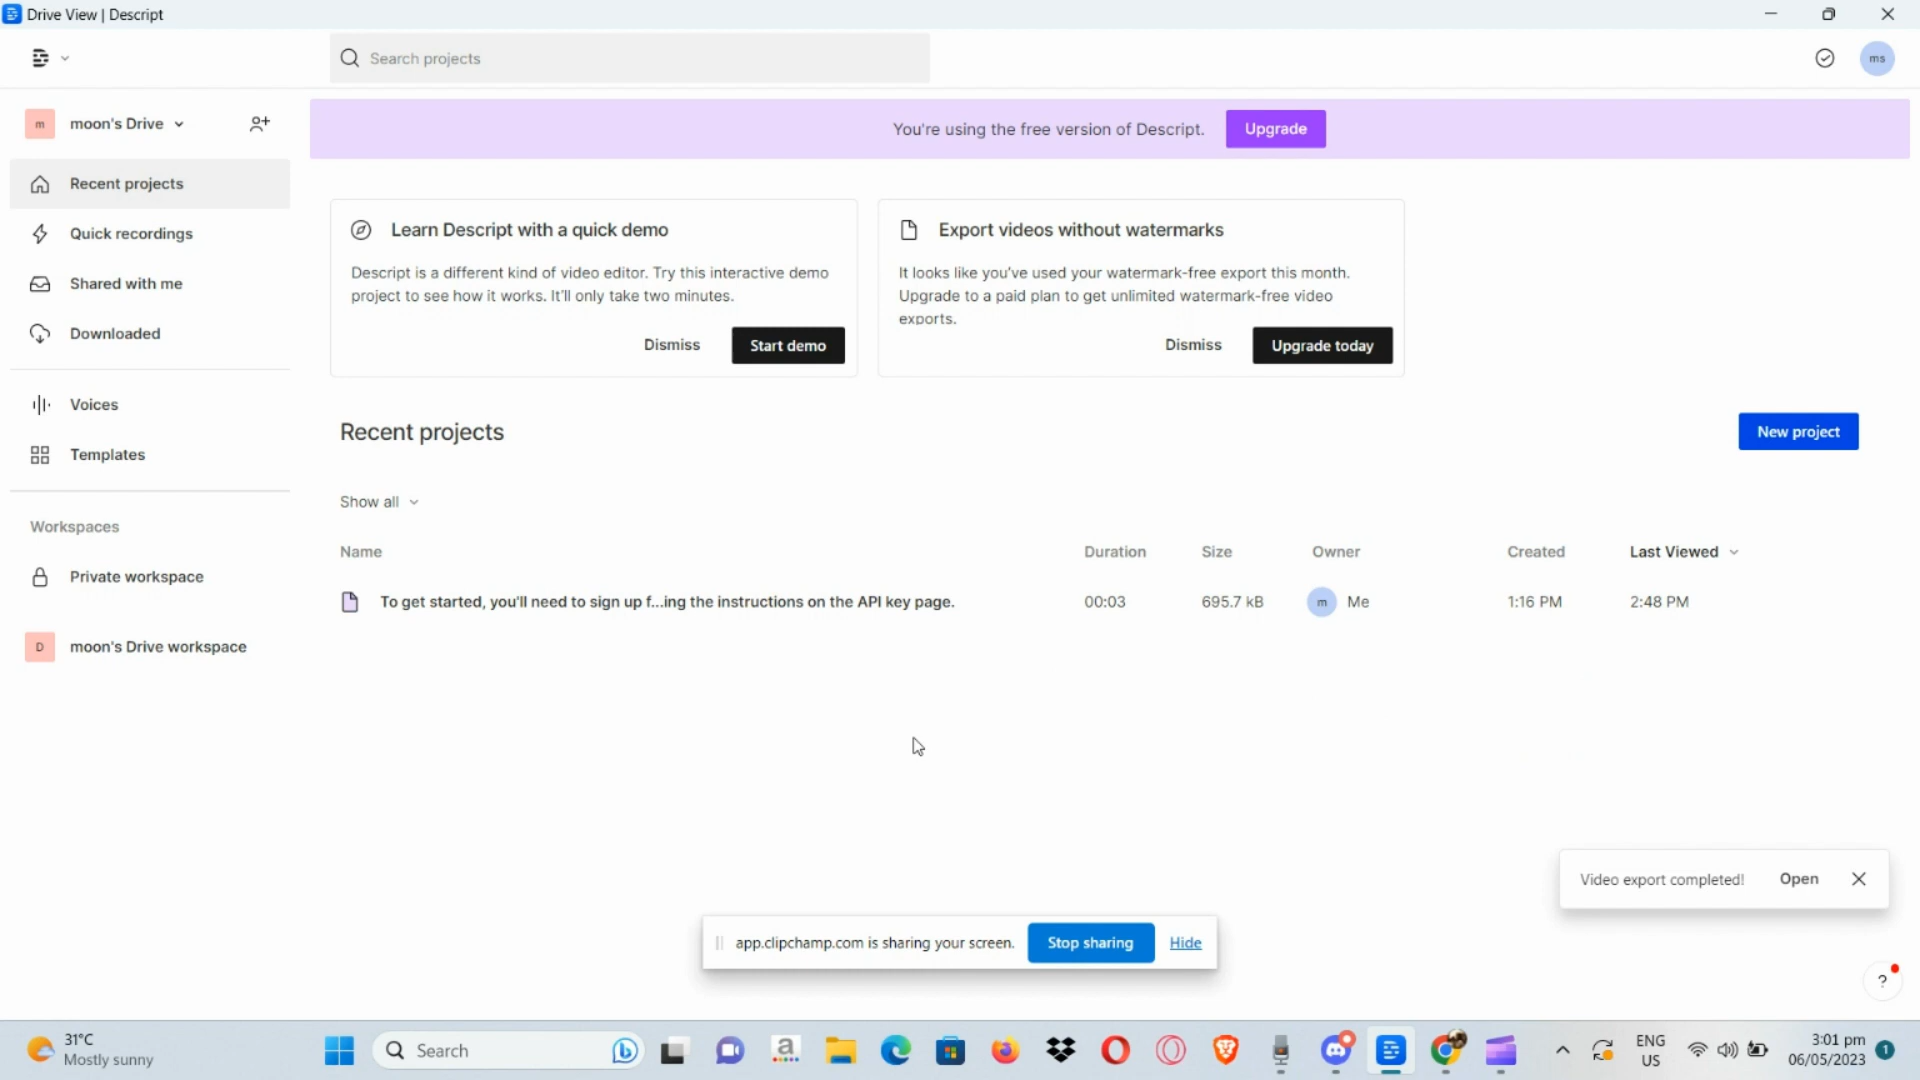 Drive View | Descript
Search projects
ms
m
moon's Drive
You're using the free version of Descript.
Upgrade
Recent projects
Quick recordings
Shared with me
Downloaded
Voices
Templates
Workspaces
Private workspace
D
moon's Drive workspace
Learn Descript with a quick demo
Descript is a different kind of video editor. Try this interactive demo
project to see how it works. It'll only take two minutes.
Dismiss
Start demo
Export videos without watermarks
It looks like you've used your watermark-free export this month.
Upgrade to a paid plan to get unlimited watermark-free video
exports.
Dismiss
Upgrade today
Recent projects
New project
Show all
Name Duration Size Owner Created Last Viewed
To get started, you'll need to sign up f...ing the instructions on the API key page. 00:03 695.7 kB m Me 1:16 PM 2:48 PM
Video export completed! Open
app.clipchamp.com is sharing your screen. Stop sharing Hide
?
31°C
Mostly sunny
Search
a
ENG
US
3:01 pm
06/05/2023
1